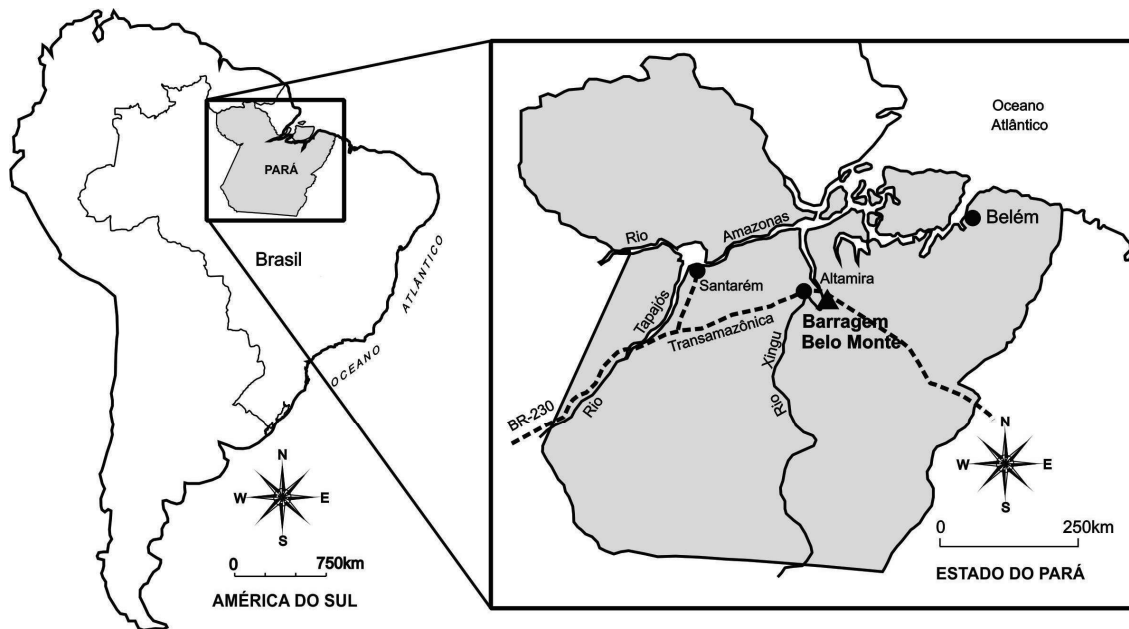 PARÁ
Brasil
OCEANO ATLÂNTICO
N
W E
S
0 750km
AMÉRICA DO SUL
Oceano
Atlântico
Belém
Rio Amazonas
Santarém
Altamira
Tapajós
Transamazônica
Barragem
Belo Monte
Xingu
Rio
Rio
BR-230
N
W E
S
0 250km
ESTADO DO PARÁ